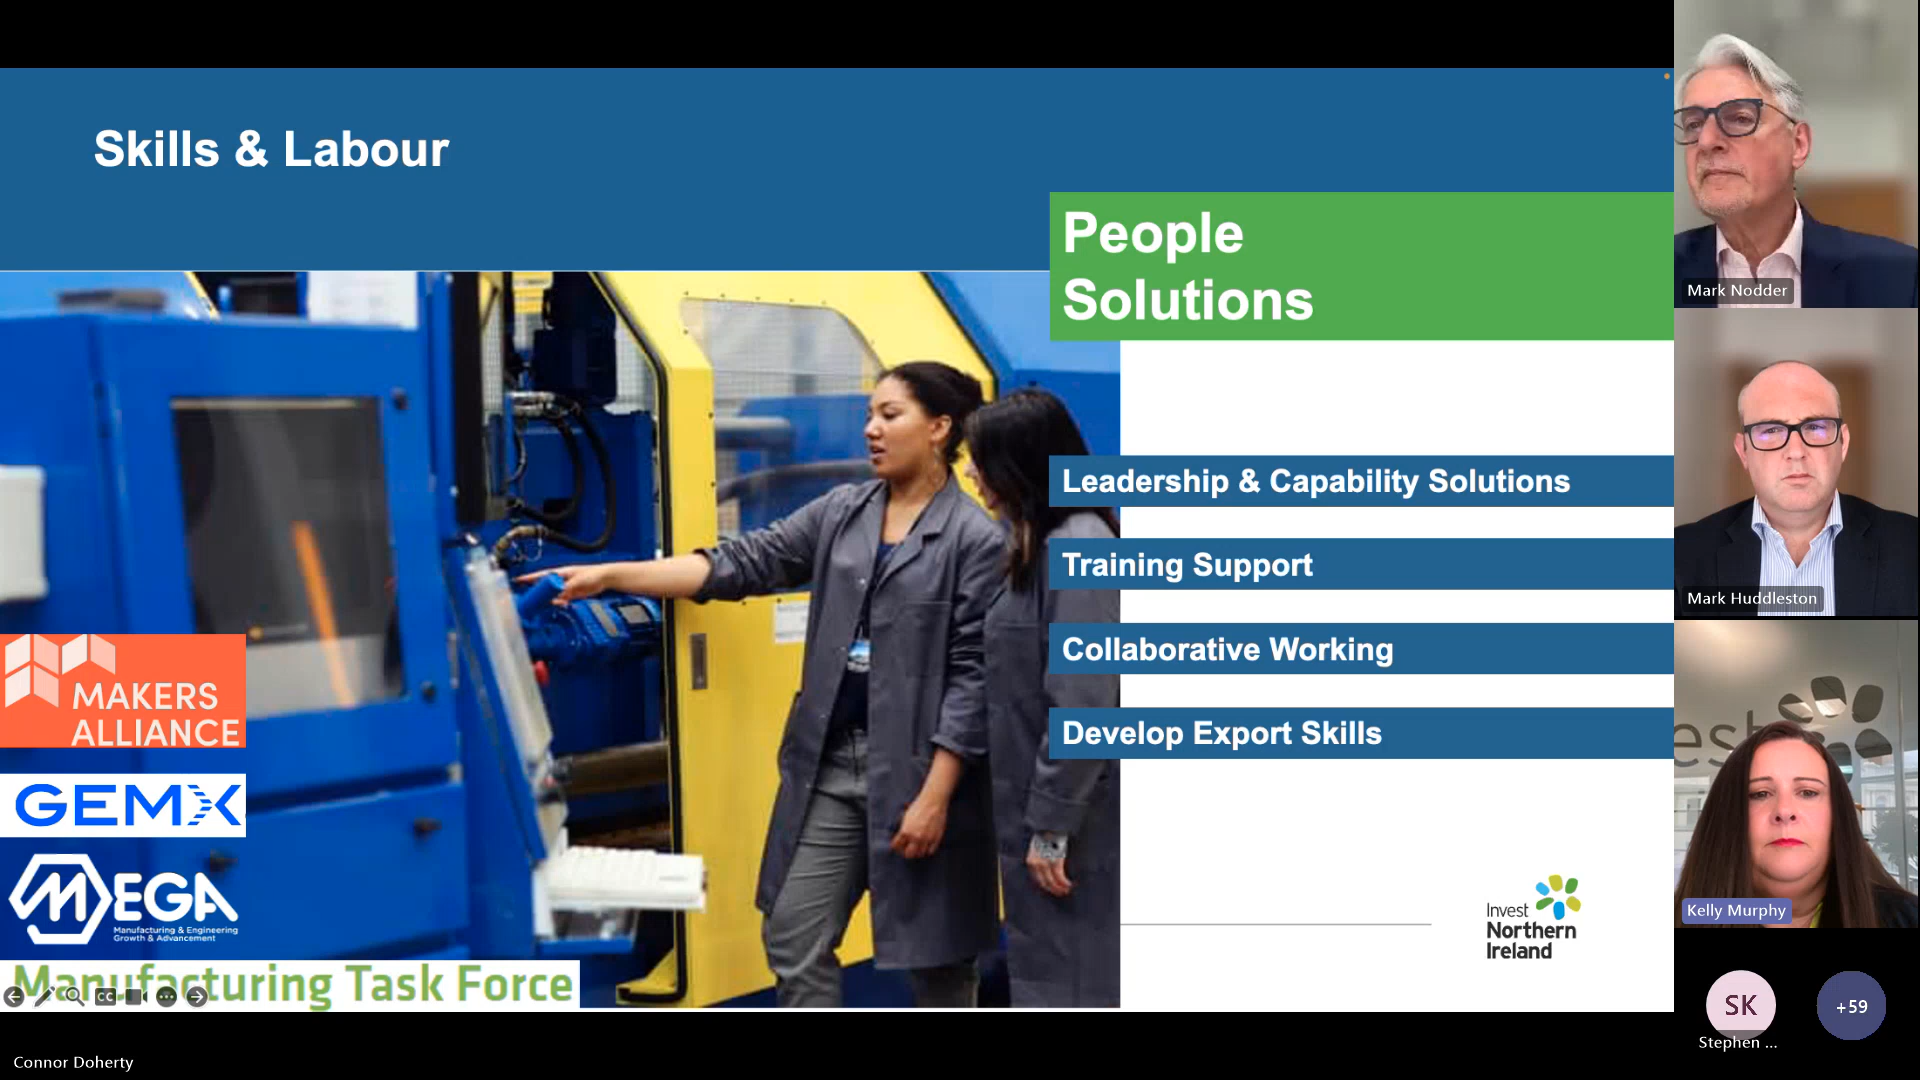 Skills & Labour
People
Solutions
Leadership & Capability Solutions
Training Support
Collaborative Working
Develop Export Skills
MAKERS
ALLIANCE
GEMX
MEGA
Manufacturing & Engineering
Growth & Advancement
Manufacturing Task Force
CC
Invest
Northern
Ireland
Connor Doherty
Mark Nodder
Mark Huddleston
est
Kelly Murphy
SK
Stephen ...
+59